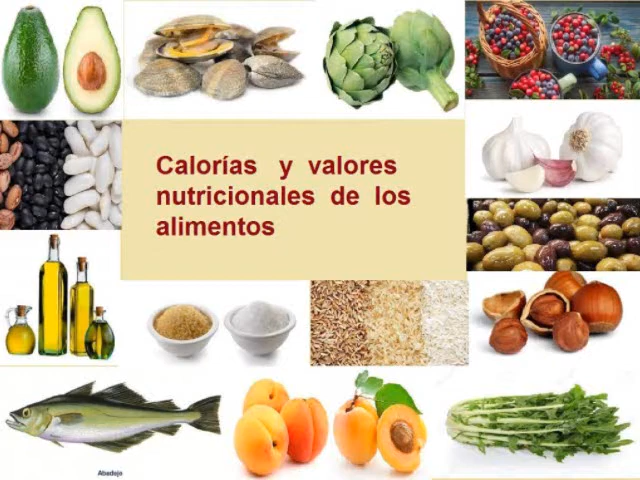 Calorías y valores
nutricionales de los
alimentos
Abadejo